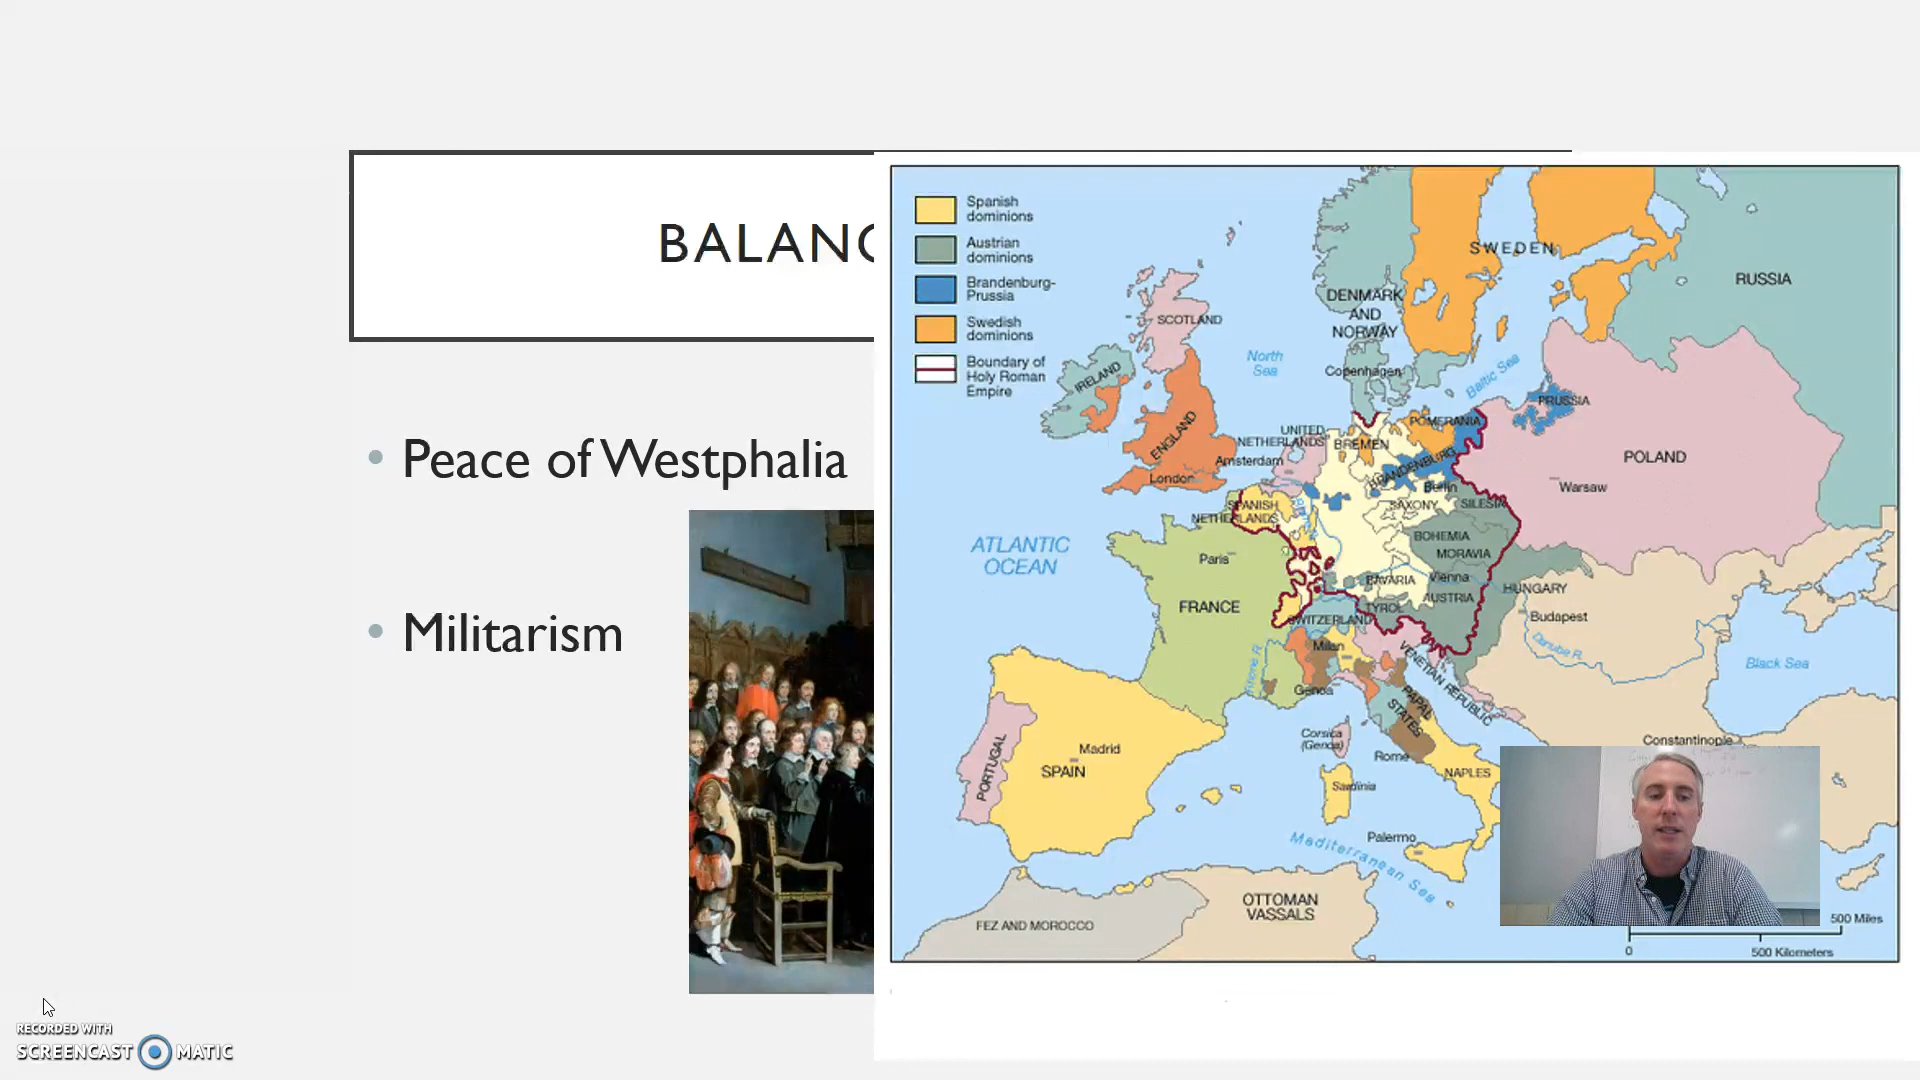 BALANC
Peace of Westphalia
Militarism
Spanish
dominions
Austrian
dominions
Brandenburg-
Prussia
Swedish
dominions
Boundary of
Holy Roman
Empire
SWEDEN
RUSSIA
DENMARK
AND
NORWAY
SCOTLAND
North
Sea
Copenhagen
Baltic Sea
IRELAND
PRUSSIA
ENGLAND
UNITED
NETHERLANDS
BREMEN
POMERANIA
POLAND
Amsterdam
BRANDENBURG
London
Berlin
Warsaw
SPANISH
NETHERLANDS
SAXONY
SILESIA
ATLANTIC
OCEAN
BOHEMIA
Paris
MORAVIA
BAVARIA
Vienna
HUNGARY
AUSTRIA
FRANCE
TYROL
SWITZERLAND
Budapest
Danube R.
Milan
VENETIAN REPUBLIC
Black Sea
Rhone R.
Genoa
PAPAL
STATES
Corsica
(Genoa)
Constantinople
PORTUGAL
Madrid
SPAIN
Rome
NAPLES
Sardinia
Palermo
Mediterranean Sea
OTTOMAN
VASSALS
FEZ AND MOROCCO
500 Miles
0
500 Kilometers
RECORDED WITH
SCREENCAST MATIC